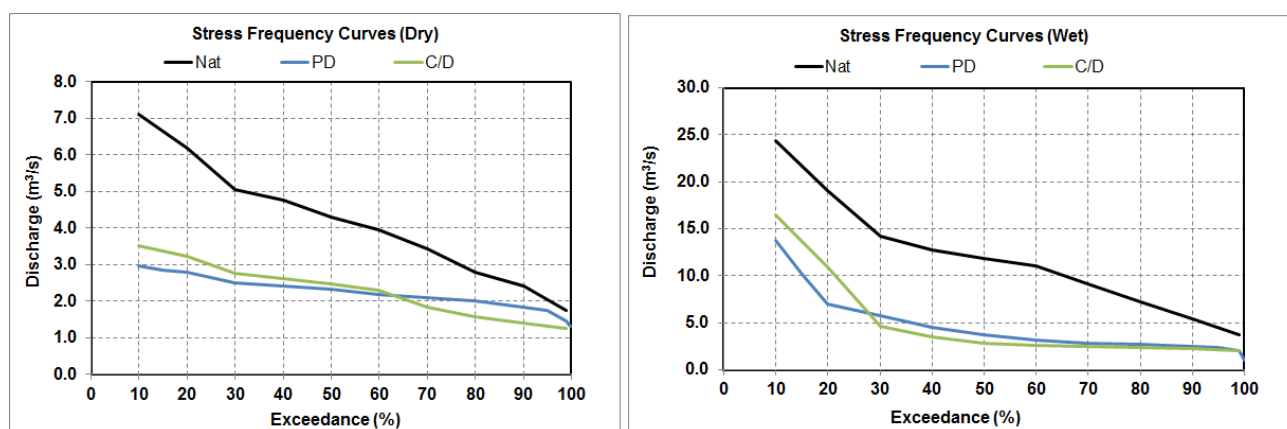 Stress Frequency Curves (Dry)
Nat PD C/D
8.0
7.0
6.0
5.0
4.0
3.0
2.0
1.0
0.0
Discharge (m³/s)
0 10 20 30 40 50 60 70 80 90 100
Exceedance (%)
Stress Frequency Curves (Wet)
Nat PD C/D
30.0
25.0
20.0
15.0
10.0
5.0
0.0
Discharge (m³/s)
0 10 20 30 40 50 60 70 80 90 100
Exceedance (%)